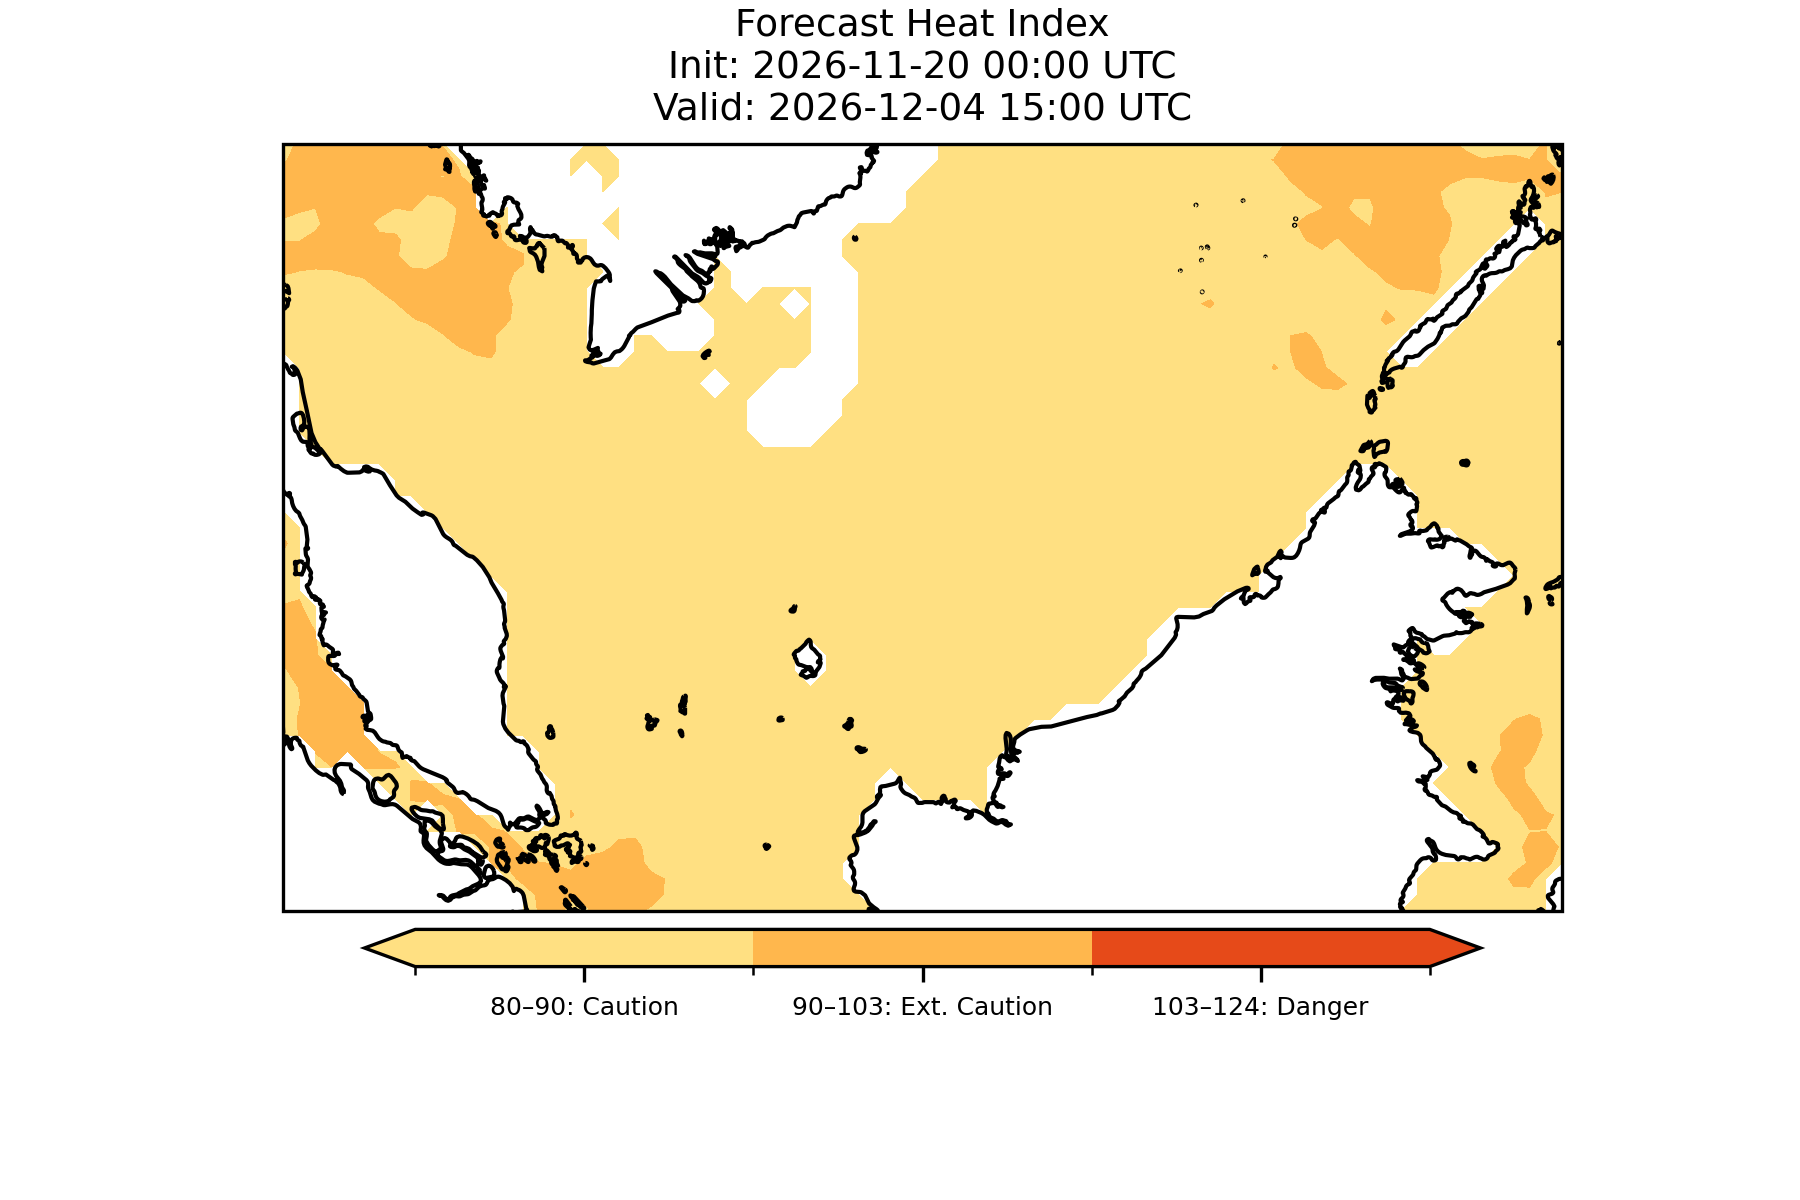 Forecast Heat Index
Init: 2026-11-20 00:00 UTC
Valid: 2026-12-04 15:00 UTC
80–90: Caution
90–103: Ext. Caution
103–124: Danger